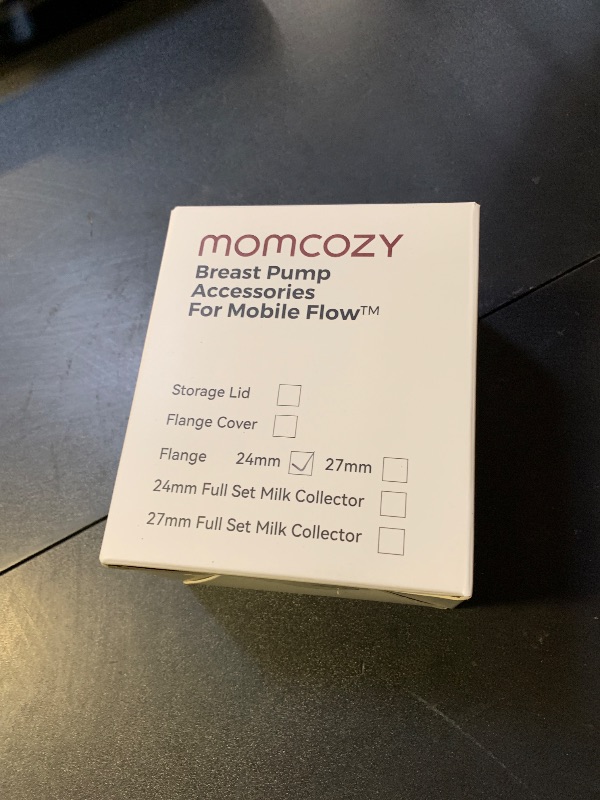 momcozy
Breast Pump
Accessories
For Mobile Flow™
Storage Lid
Flange Cover
Flange 24mm 27mm
24mm Full Set Milk Collector
27mm Full Set Milk Collector